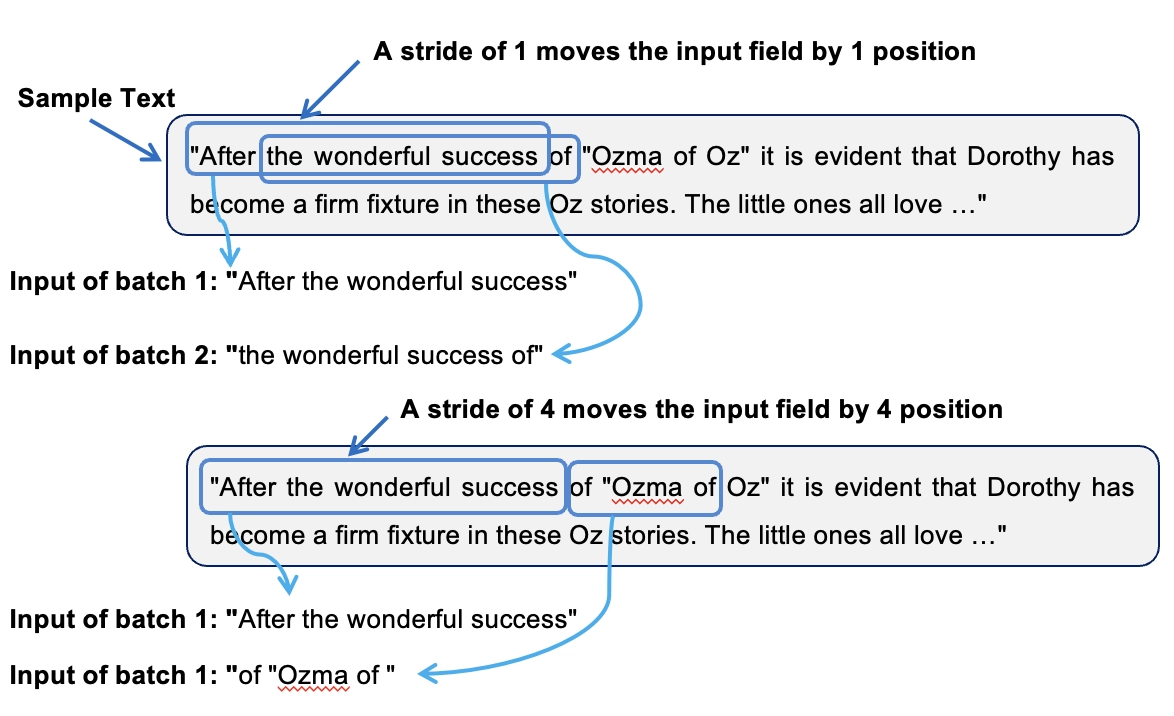 A stride of 1 moves the input field by 1 position
Sample Text
"After the wonderful success of "Ozma of Oz" it is evident that Dorothy has
become a firm fixture in these Oz stories. The little ones all love …"
Input of batch 1: "After the wonderful success"
Input of batch 2: "the wonderful success of"
A stride of 4 moves the input field by 4 position
"After the wonderful success of "Ozma of Oz" it is evident that Dorothy has
become a firm fixture in these Oz stories. The little ones all love …"
Input of batch 1: "After the wonderful success"
Input of batch 1: "of "Ozma of "